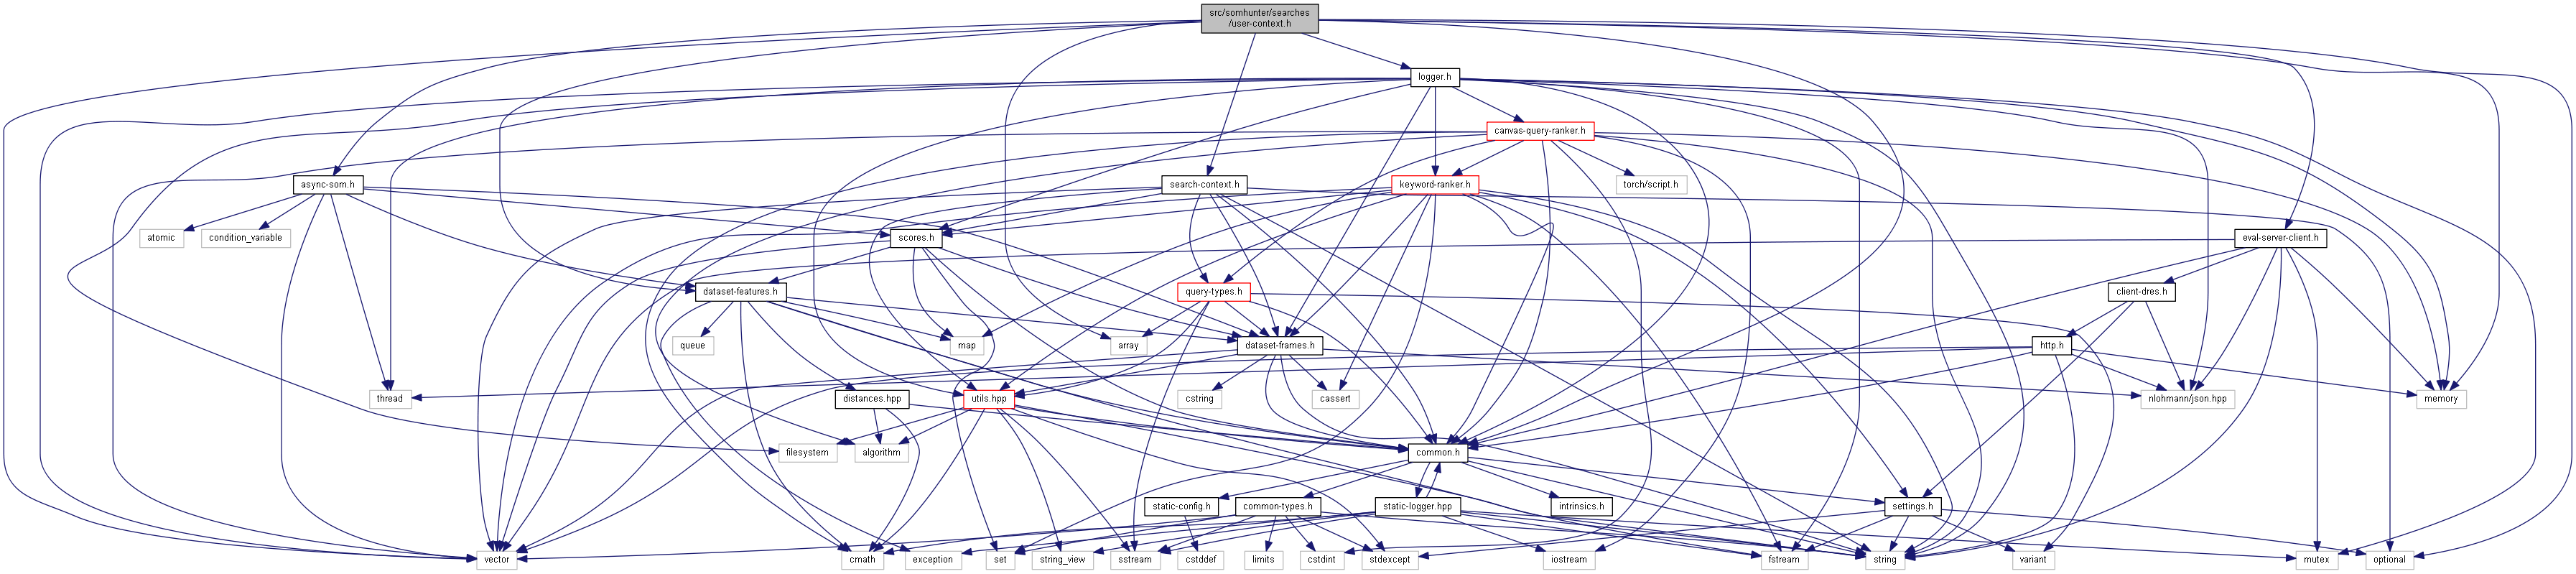 src/somhunter/searches
/user-context.h
logger.h
canvas-query-ranker.h
async-som.h
search-context.h
keyword-ranker.h
torch/script.h
atomic
condition_variable
scores.h
eval-server-client.h
dataset-features.h
query-types.h
client-dres.h
queue
map
array
dataset-frames.h
http.h
thread
distances.hpp
utils.hpp
cstring
cassert
nlohmann/json.hpp
memory
filesystem
algorithm
common.h
static-config.h
common-types.h
static-logger.hpp
intrinsics.h
settings.h
vector
cmath
exception
set
string_view
sstream
cstddef
limits
cstdint
stdexcept
iostream
fstream
string
variant
mutex
optional